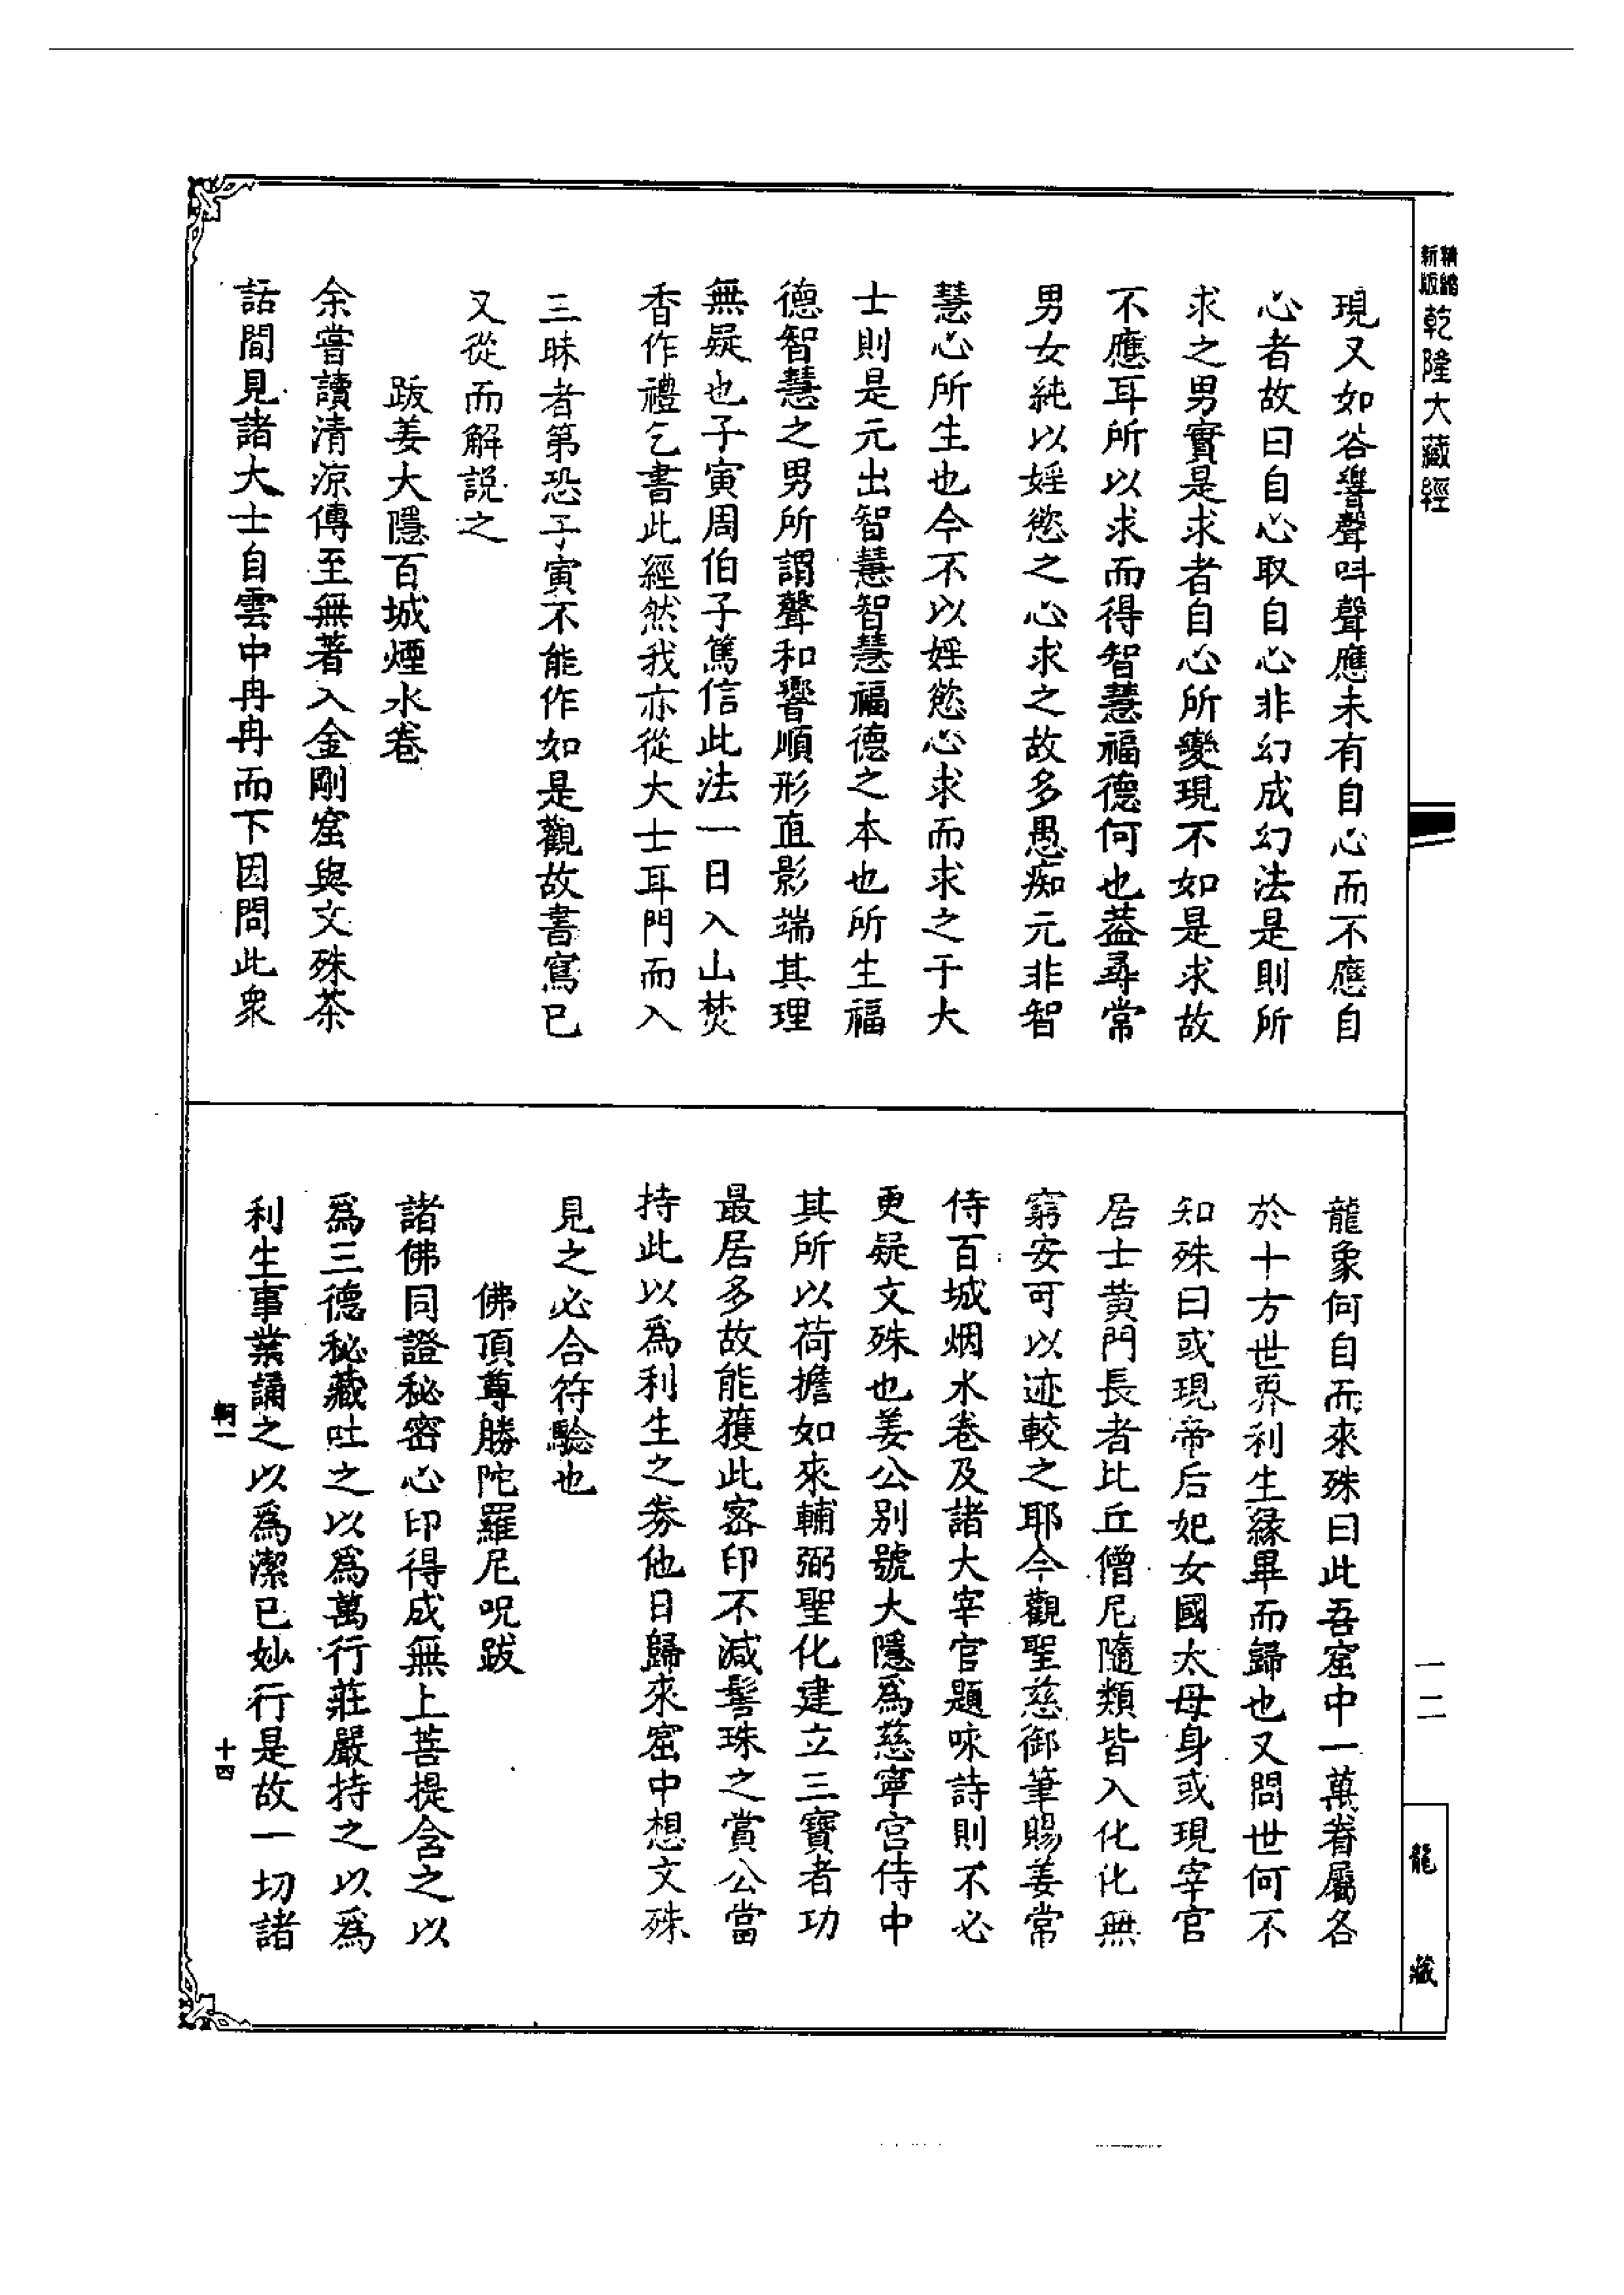 精縮
新版
乾隆大藏經
現又如谷響聲呌聲應未有自心而不應自
心者故曰自心取自心非幻成幻法是則所
求之男實是求者自心所變現不如是求故
不應耳所以求而得智慧福德何也葢尋常
男女純以婬慾之心求之故多愚痴元非智
慧心所生也今不以婬慾心求而求之于大
士則是元出智慧智慧福德之本也所生福
德智慧之男所謂聲和響順形直影端其理
無疑也子寅周伯子篤信此法一日入山焚
香作禮乞書此經然我亦從大士耳門而入
三昧者第恐子寅不能作如是觀故書寫已
又從而解説之
跋姜大隱百城煙水卷
余嘗讀清涼傳至無著入金剛窟與文殊茶
話間見諸大士自雲中冉冉而下因問此衆
龍象何自而來殊曰此吾窟中一萬眷屬各
於十方世界利生緣畢而歸也又問世何不
知殊曰或現帝后妃女國太母身或現宰官
居士黃門長者比丘僧尼隨類皆入化化無
窮安可以迹較之耶今觀聖慈御筆賜姜常
侍百城烟水卷及諸大宰官題咏詩則不必
更疑文殊也姜公别號大隱爲慈寧宮侍中
其所以荷擔如來輔弼聖化建立三寶者功
最居多故能獲此密印不減髻珠之賞公當
持此以爲利生之劵他日歸來窟中想文殊
見之必合符驗也
佛頂尊勝陀羅尼呪跋
諸佛同證秘密心印得成無上菩提含之以
爲三德秘藏吐之以爲萬行莊嚴持之以爲
利生事業誦之以爲潔已妙行是故一切諸
軻一
十四
一二
龍藏